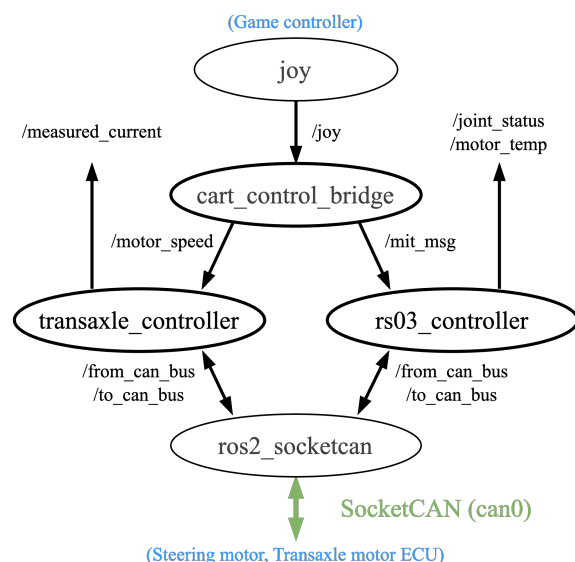 (Game controller)
joy
/joy
/measured_current
/joint_status
/motor_temp
cart_control_bridge
/motor_speed
/mit_msg
transaxle_controller
rs03_controller
/from_can_bus
/to_can_bus
/from_can_bus
/to_can_bus
ros2_socketcan
SocketCAN (can0)
(Steering motor, Transaxle motor ECU)